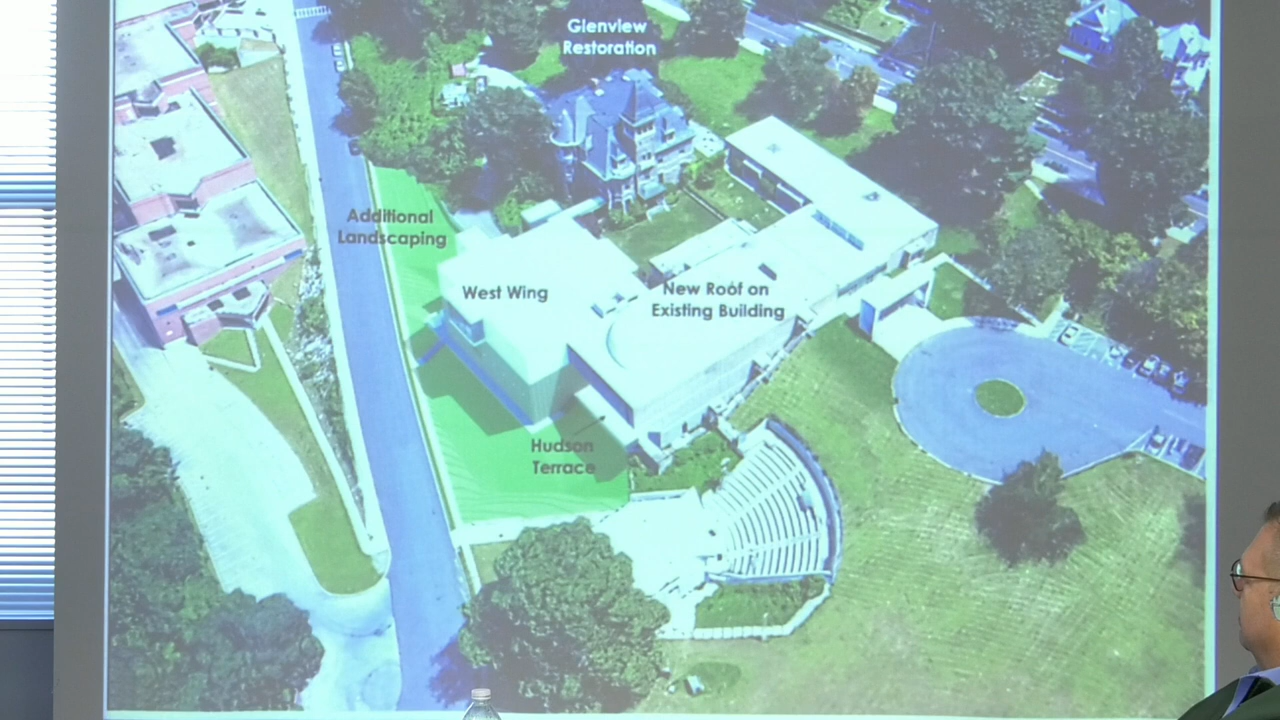 Glenview
Restoration
Additional
Landscaping
West Wing
New Roof on
Existing Building
Hudson
Terrace